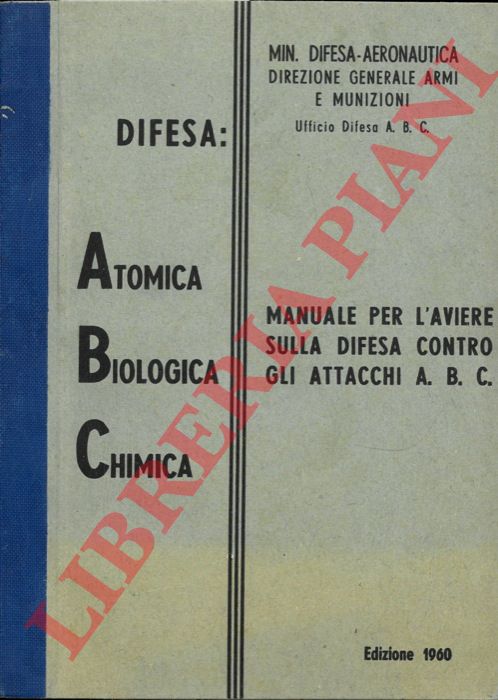 MIN. DIFESA-AERONAUTICA
DIREZIONE GENERALE ARMI
E MUNIZIONI
Ufficio Difesa A. B. C.
DIFESA:
ATOMICA
BIOLOGICA
CHIMICA
MANUALE PER L'AVIERE
SULLA DIFESA CONTRO
GLI ATTACCHI A. B. C.
Edizione 1960
LIBRERIA PIANI